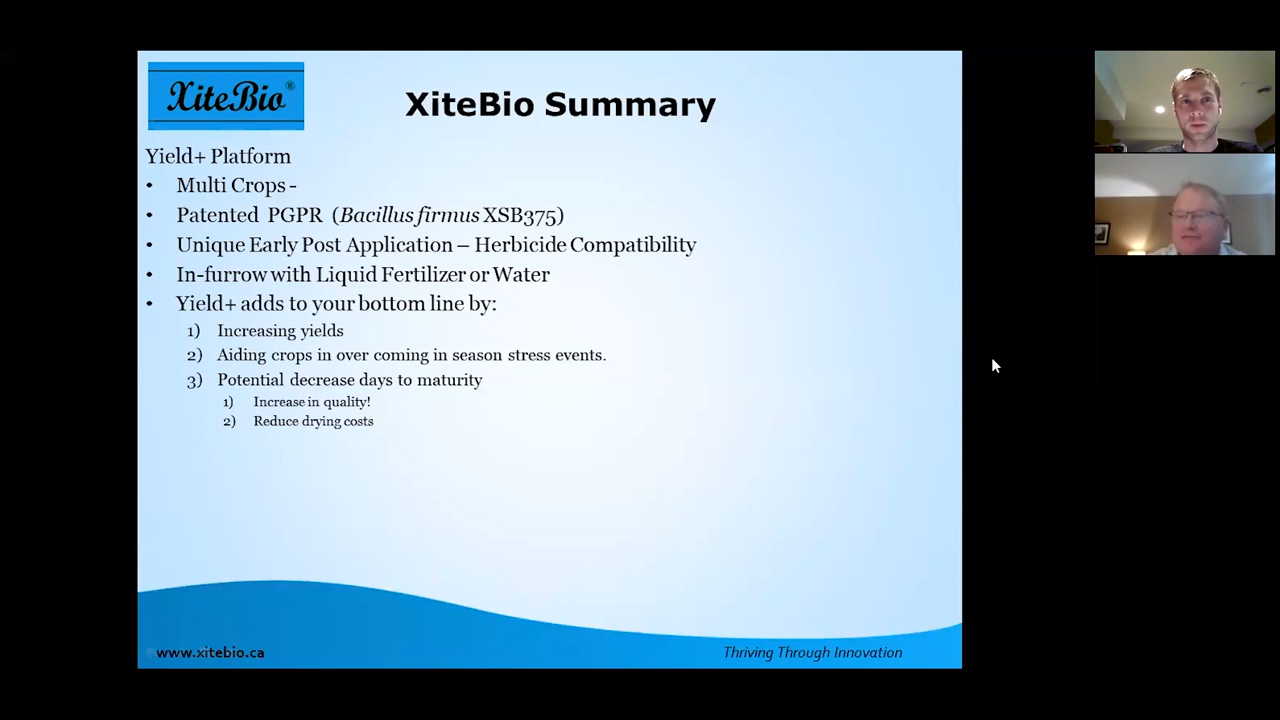 XiteBio®
XiteBio Summary
Yield+ Platform
• Multi Crops -
• Patented PGPR (Bacillus firmus XSB375)
• Unique Early Post Application – Herbicide Compatibility
• In-furrow with Liquid Fertilizer or Water
• Yield+ adds to your bottom line by:
1) Increasing yields
2) Aiding crops in over coming in season stress events.
3) Potential decrease days to maturity
1) Increase in quality!
2) Reduce drying costs
www.xitebio.ca
Thriving Through Innovation